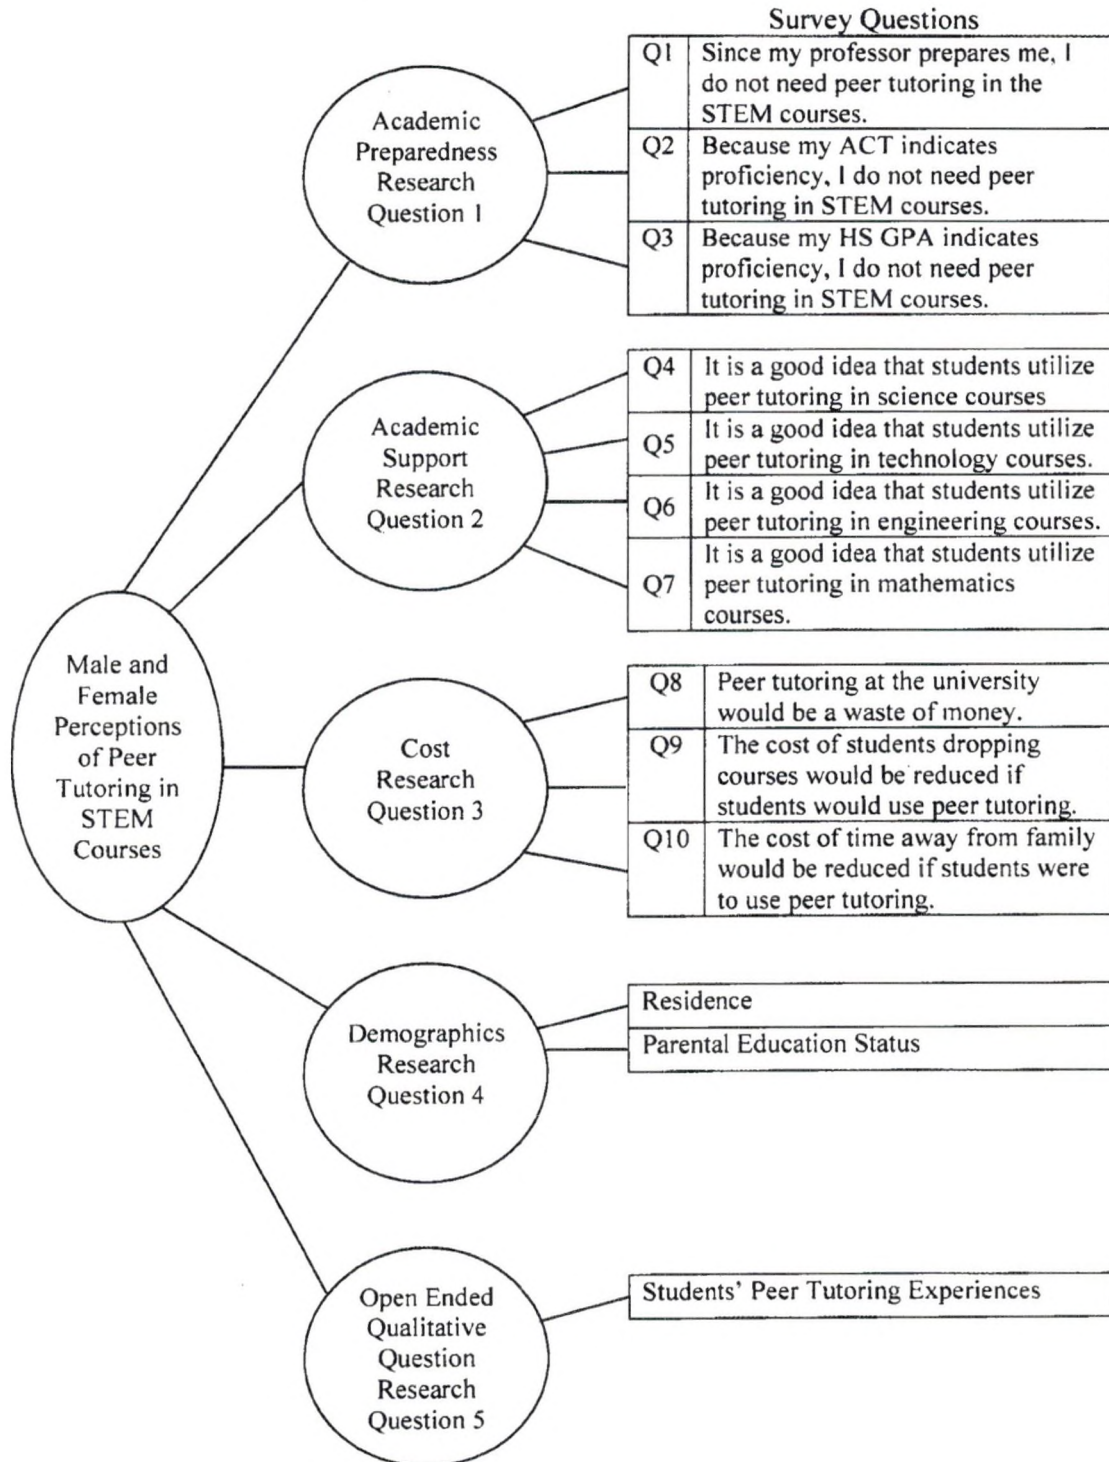 Survey Questions
Academic
Preparedness
Research
Question 1
Q1 Since my professor prepares me, I
do not need peer tutoring in the
STEM courses.
Q2 Because my ACT indicates
proficiency, I do not need peer
tutoring in STEM courses.
Q3 Because my HS GPA indicates
proficiency, I do not need peer
tutoring in STEM courses.
Academic
Support
Research
Question 2
Q4 It is a good idea that students utilize
peer tutoring in science courses
Q5 It is a good idea that students utilize
peer tutoring in technology courses.
Q6 It is a good idea that students utilize
peer tutoring in engineering courses.
Q7 It is a good idea that students utilize
peer tutoring in mathematics
courses.
Male and
Female
Perceptions
of Peer
Tutoring in
STEM
Courses
Cost
Research
Question 3
Q8 Peer tutoring at the university
would be a waste of money.
Q9 The cost of students dropping
courses would be reduced if
students would use peer tutoring.
Q10 The cost of time away from family
would be reduced if students were
to use peer tutoring.
Demographics
Research
Question 4
Residence
Parental Education Status
Open Ended
Qualitative
Question
Research
Question 5
Students' Peer Tutoring Experiences